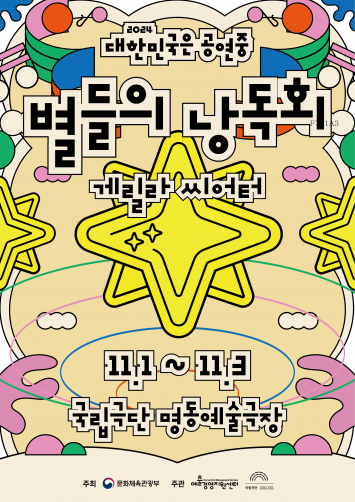 2024
대한민국은 공연중
별들의 낭독회
게릴라 씨어터
11.1 ~ 11.3
국립극단 명동예술극장
주최 문화체육관광부 주관 예술경영지원센터